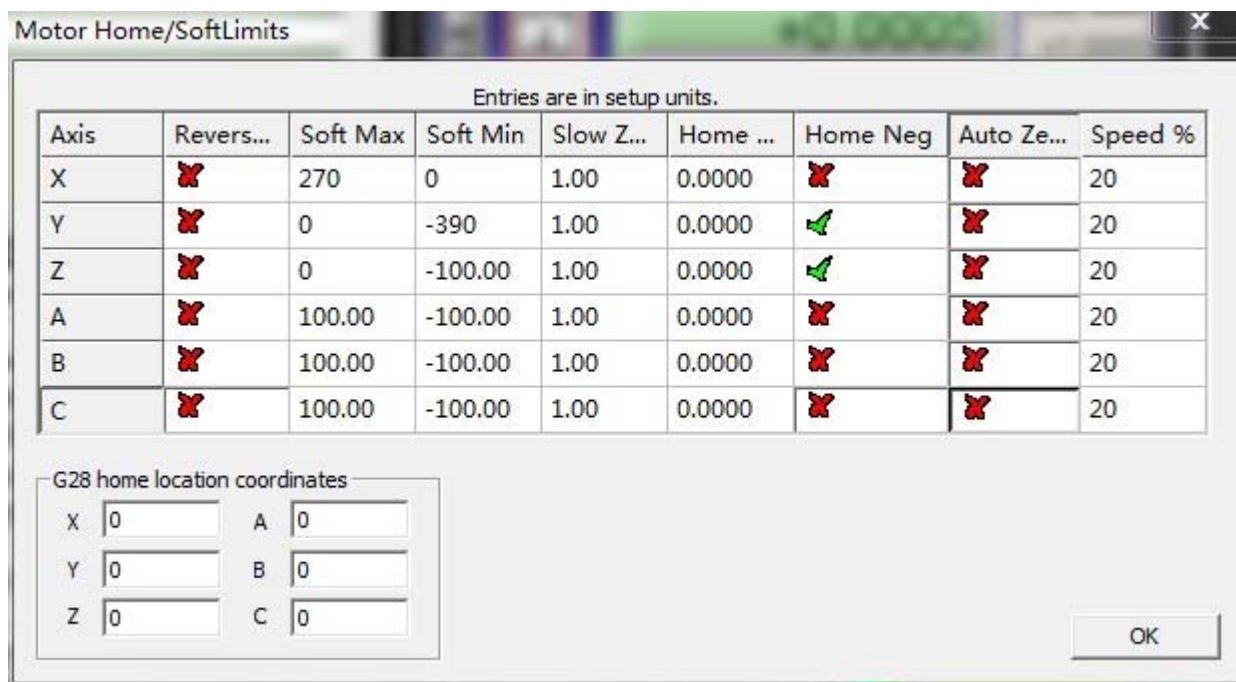 +0.0005
Motor Home/SoftLimits
X
Entries are in setup units.
Axis Revers... Soft Max Soft Min Slow Z... Home ... Home Neg Auto Ze... Speed %
X 270 0 1.00 0.0000 20
Y 0 -390 1.00 0.0000 20
Z 0 -100.00 1.00 0.0000 20
A 100.00 -100.00 1.00 0.0000 20
B 100.00 -100.00 1.00 0.0000 20
C 100.00 -100.00 1.00 0.0000 20
G28 home location coordinates
X 0 A 0
Y 0 B 0
Z 0 C 0
OK